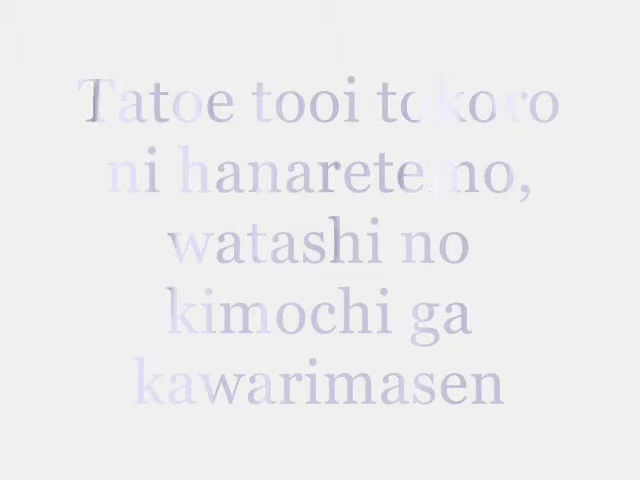 Tatoe tooi tokoro
ni hanaretemo,
watashi no
kimochi ga
kawarimasen